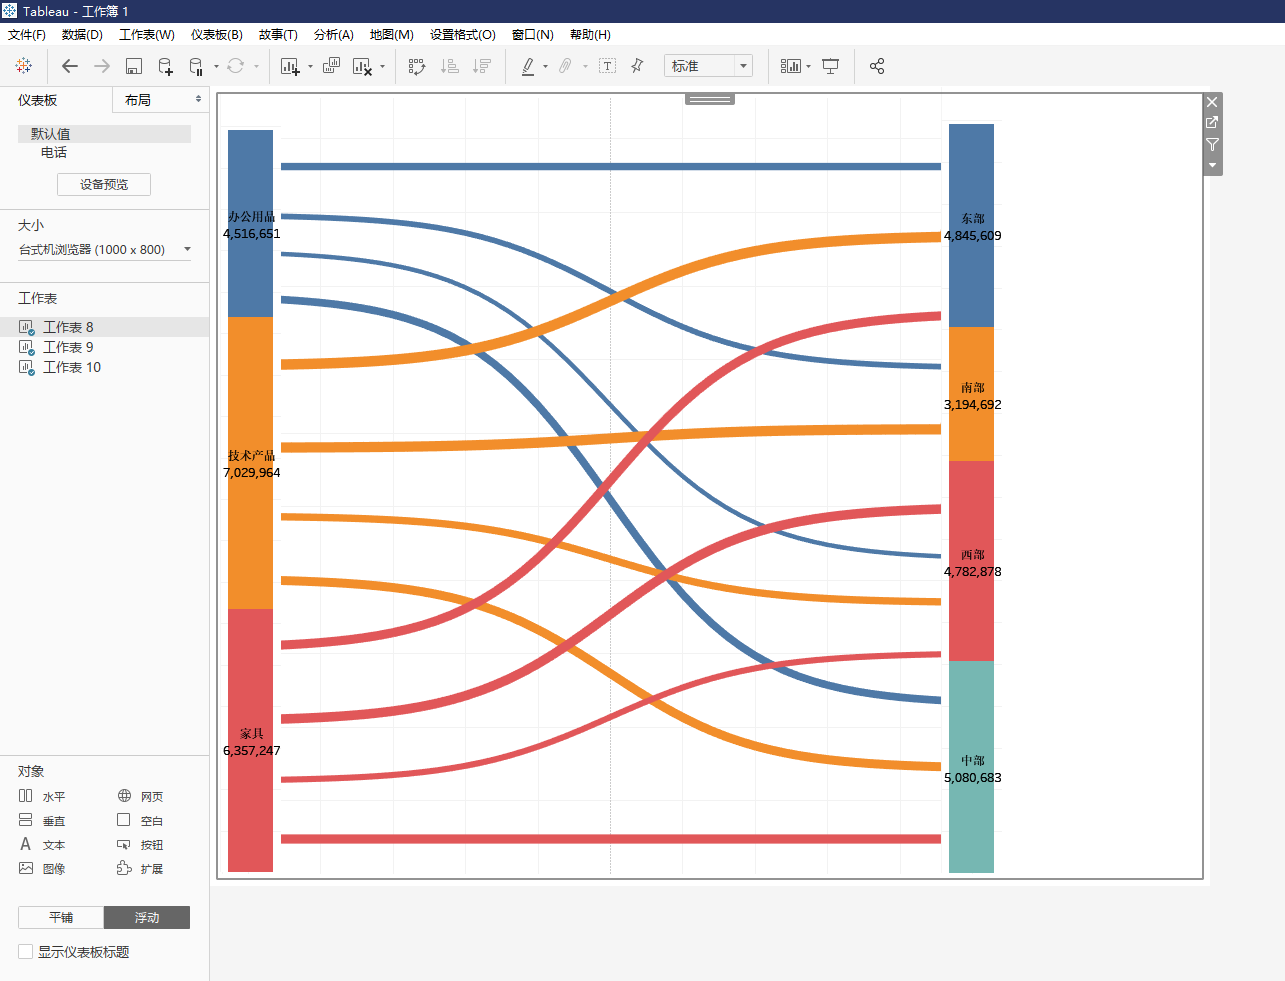 Tableau - 工作簿 1
文件(F) 数据(D) 工作表(W) 仪表板(B) 故事(T) 分析(A) 地图(M) 设置格式(O) 窗口(N) 帮助(H)
标准
仪表板 布局
默认值
电话
设备预览
大小
台式机浏览器 (1000 x 800)
工作表
工作表 8
工作表 9
工作表 10
对象
水平 网页
垂直 空白
文本 按钮
图像 扩展
平铺 浮动
显示仪表板标题
办公用品
4,516,651
技术产品
7,029,964
家具
6,357,247
东部
4,845,609
南部
3,194,692
西部
4,782,878
中部
5,080,683